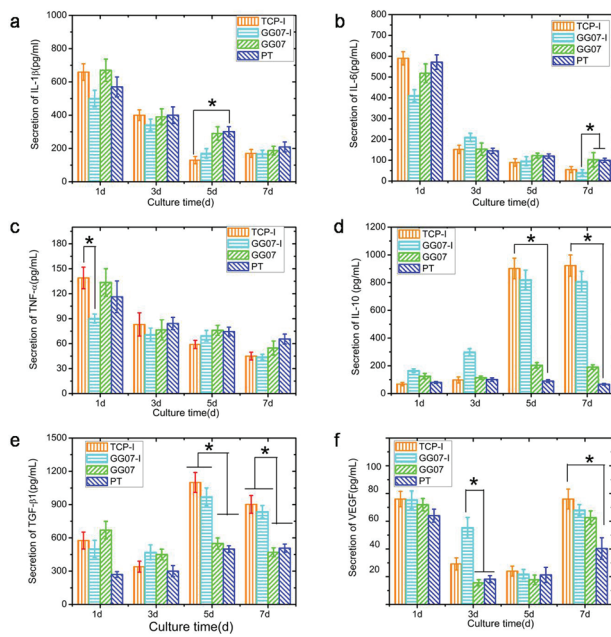 a
TCP-I
GG07-I
GG07
PT
Secretion of IL-1β(pg/ml)
1000
800
600
400
200
0
*
1d 3d 5d 7d
Culture time(d)
b
TCP-I
GG07-I
GG07
PT
Secretion of IL-6(pg/mL)
800
700
600
500
400
300
200
100
0
*
1d 3d 5d 7d
Culture time(d)
c
TCP-I
GG07-I
GG07
PT
Secretion of TNF-α(pg/mL)
180
150
120
90
60
30
0
*
1d 3d 5d 7d
Culture time(d)
d
TCP-I
GG07-I
GG07
PT
Secretion of IL-10(pg/mL)
1200
1000
800
600
400
200
0
* *
1d 3d 5d 7d
Culture time(d)
e
TCP-I
GG07-I
GG07
PT
Secretion of TGF-β1(pg/mL)
1500
1200
900
600
300
0
* *
1d 3d 5d 7d
Culture time(d)
f
TCP-I
GG07-I
GG07
PT
Secretion of VEGF(pg/mL)
80
60
40
20
* *
1d 3d 5d 7d
Culture time(d)